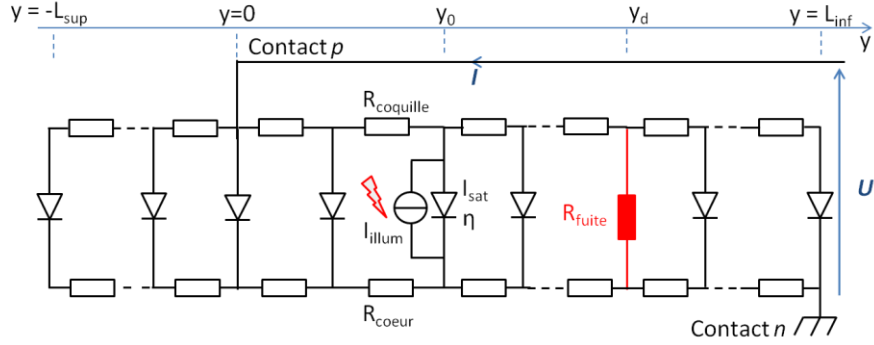 y = -L_sup y=0 y_0 y_d y = L_inf
y
Contact p
I
R_coquille
I_sat
U
η
R_fuite
I_illum
R_coeur
Contact n